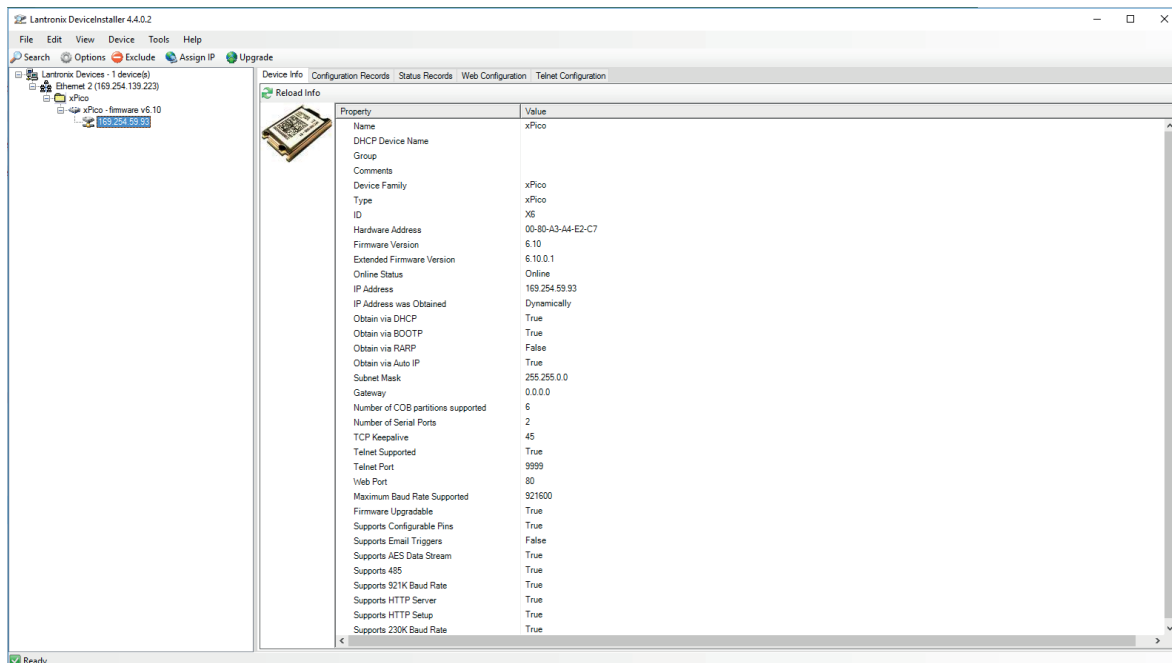 Lantronix DeviceInstaller 4.4.0.2
File Edit View Device Tools Help
Search Options Exclude Assign IP Upgrade
Lantronix Devices - 1 device(s)
Ethernet 2 (169.254.139.223)
xPico
xPico - firmware v6.10
169.254.59.93
Device Info Configuration Records Status Records Web Configuration Telnet Configuration
Reload Info
Property Value
Name xPico
DHCP Device Name
Group
Comments
Device Family xPico
Type xPico
ID X6
Hardware Address 00-80-A3-A4-E2-C7
Firmware Version 6.10
Extended Firmware Version 6.10.0.1
Online Status Online
IP Address 169.254.59.93
IP Address was Obtained Dynamically
Obtain via DHCP True
Obtain via BOOTP True
Obtain via RARP False
Obtain via Auto IP True
Subnet Mask 255.255.0.0
Gateway 0.0.0.0
Number of COB partitions supported 6
Number of Serial Ports 2
TCP Keepalive 45
Telnet Supported True
Telnet Port 9999
Web Port 80
Maximum Baud Rate Supported 921600
Firmware Upgradable True
Supports Configurable Pins True
Supports Email Triggers False
Supports AES Data Stream True
Supports 485 True
Supports 921K Baud Rate True
Supports HTTP Server True
Supports HTTP Setup True
Supports 230K Baud Rate True
Ready